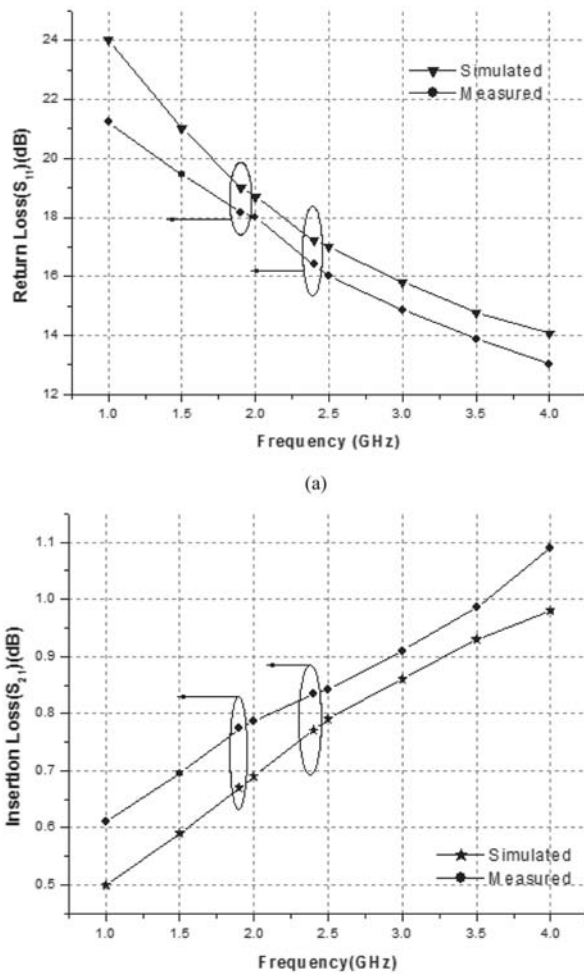 24
22
20
18
16
14
12
Return Loss(S11)(dB)
Simulated
Measured
1.0 1.5 2.0 2.5 3.0 3.5 4.0
Frequency (GHz)
(a)
1.1
1.0
0.9
0.8
0.7
0.6
0.5
Insertion Loss(S21)(dB)
Simulated
Measured
1.0 1.5 2.0 2.5 3.0 3.5 4.0
Frequency(GHz)